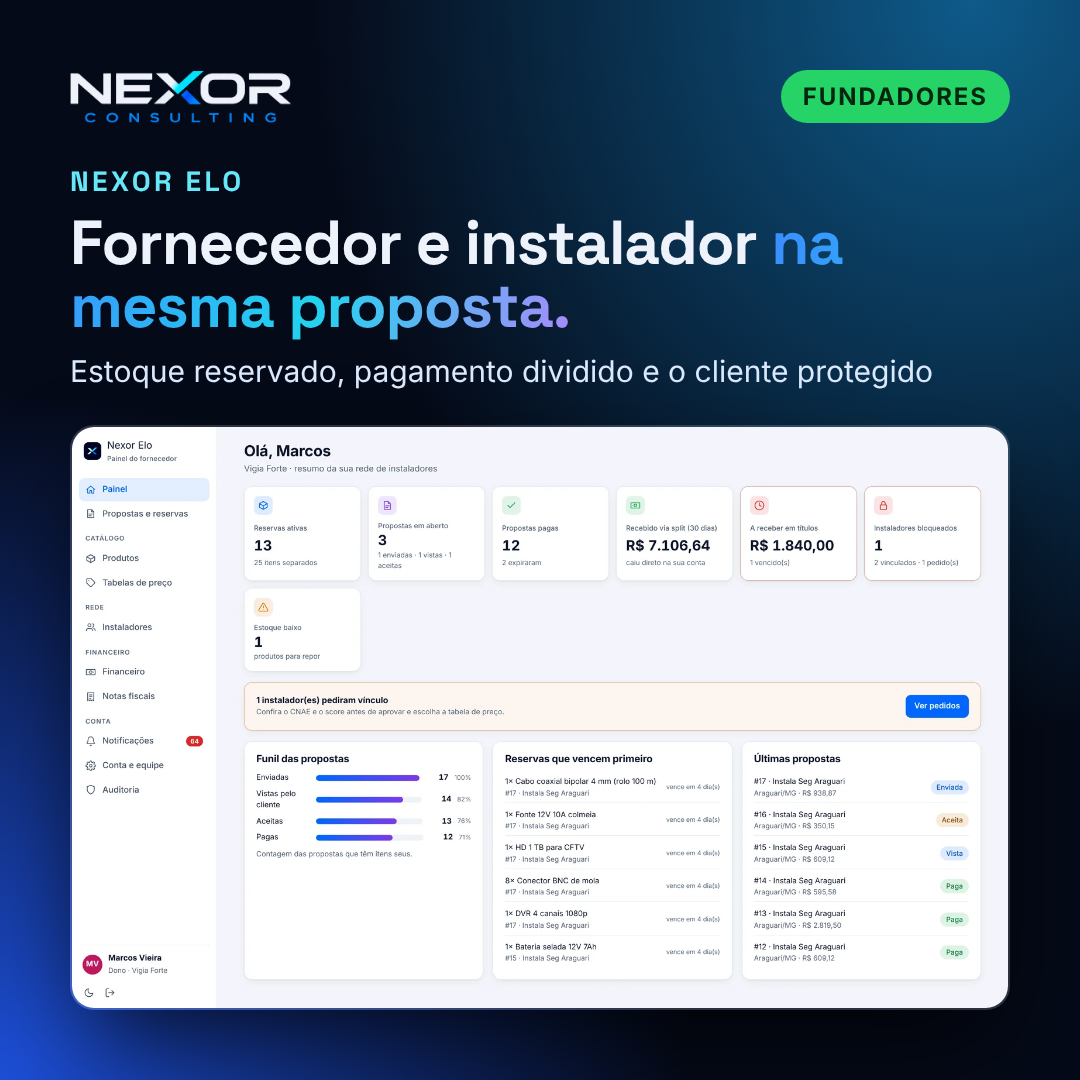 NEXOR
CONSULTING
FUNDADORES
NEXOR ELO
Fornecedor e instalador na
mesma proposta.
Estoque reservado, pagamento dividido e o cliente protegido
Nexor Elo
Painel do fornecedor
Painel
Propostas e reservas
CATÁLOGO
Produtos
Tabelas de preço
REDE
Instaladores
FINANCEIRO
Financeiro
Notas fiscais
CONTA
Notificações 64
Conta e equipe
Auditoria
MV
Marcos Vieira
Dono · Vigia Forte
Olá, Marcos
Vigia Forte · resumo da sua rede de instaladores
Reservas ativas
13
25 itens separados
Propostas em aberto
3
1 enviadas · 1 vistas · 1
aceitas
Propostas pagas
12
2 expiraram
Recebido via split (30 dias)
R$ 7.106,64
caiu direto na sua conta
A receber em títulos
R$ 1.840,00
1 vencido(s)
Instaladores bloqueados
1
2 vinculados · 1 pedido(s)
Estoque baixo
1
produtos para repor
1 instalador(es) pediram vínculo
Confira o CNAE e o score antes de aprovar e escolha a tabela de preço.
Ver pedidos
Funil das propostas
Enviadas 17 100%
Vistas pelo
cliente 14 82%
Aceitas 13 76%
Pagas 12 71%
Contagem das propostas que têm itens seus.
Reservas que vencem primeiro
1× Cabo coaxial bipolar 4 mm (rolo 100 m)
#17 · Instala Seg Araguari
vence em 4 dia(s)
1× Fonte 12V 10A colmeia
#17 · Instala Seg Araguari
vence em 4 dia(s)
1× HD 1 TB para CFTV
#17 · Instala Seg Araguari
vence em 4 dia(s)
8× Conector BNC de mola
#17 · Instala Seg Araguari
vence em 4 dia(s)
1× DVR 4 canais 1080p
#17 · Instala Seg Araguari
vence em 4 dia(s)
1× Bateria selada 12V 7Ah
#15 · Instala Seg Araguari
vence em 4 dia(s)
Últimas propostas
#17 · Instala Seg Araguari
Araguari/MG · R$ 938,87
Enviada
#16 · Instala Seg Araguari
Araguari/MG · R$ 350,15
Aceita
#15 · Instala Seg Araguari
Araguari/MG · R$ 609,12
Vista
#14 · Instala Seg Araguari
Araguari/MG · R$ 595,58
Paga
#13 · Instala Seg Araguari
Araguari/MG · R$ 2.819,50
Paga
#12 · Instala Seg Araguari
Araguari/MG · R$ 609,12
Paga